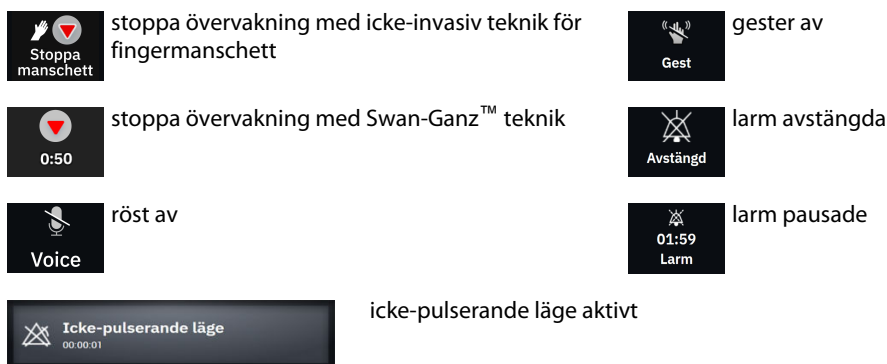 Stoppa
manschett
stoppa övervakning med icke-invasiv teknik för
fingermanschett
Gest
gester av
0:50
stoppa övervakning med Swan-Ganz™ teknik
Avstängd
larm avstängda
Voice
röst av
01:59
Larm
larm pausade
Icke-pulserande läge
00:00:01
icke-pulserande läge aktivt